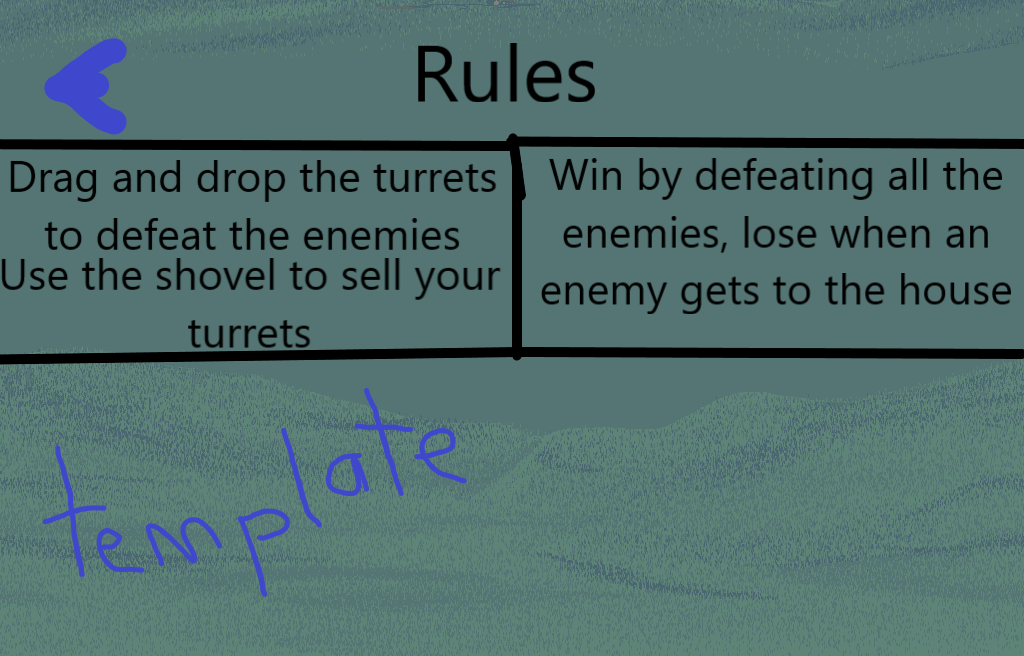 Rules
Drag and drop the turrets
to defeat the enemies
Use the shovel to sell your
turrets
Win by defeating all the
enemies, lose when an
enemy gets to the house
template